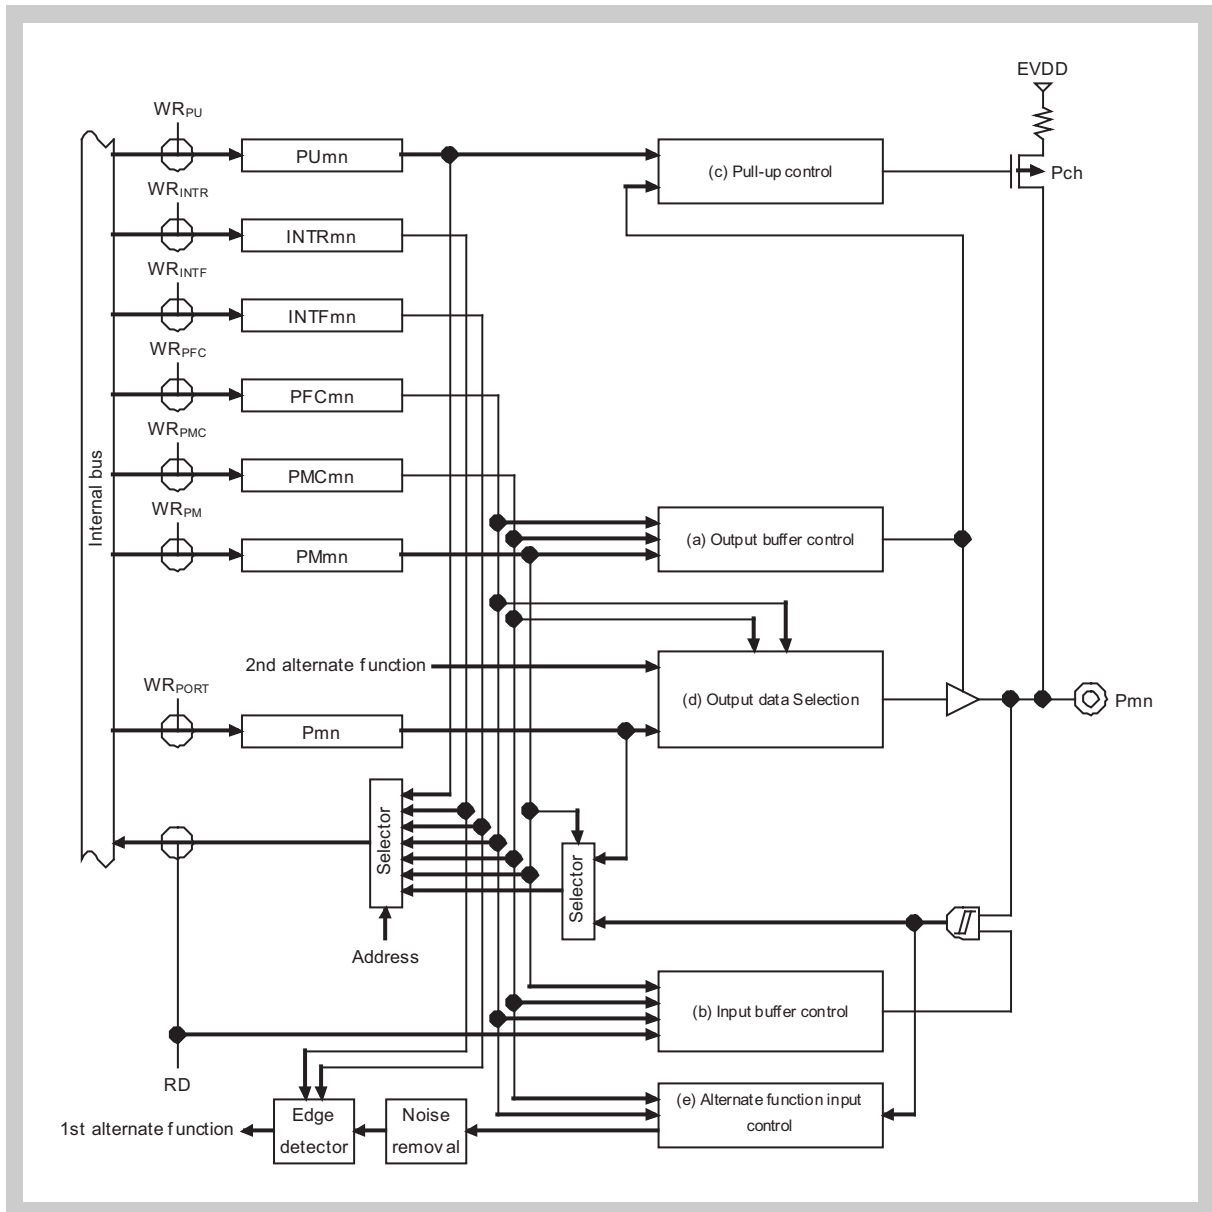 EVDD
WRPU
PUmn
(c) Pull-up control
Pch
WRINTR
INTRmn
WRINTF
INTFmn
WRPFC
PFCmn
WRPMC
PMCmn
Internal bus
WRPM
PMmn
(a) Output buffer control
2nd alternate function
WRPORT
Pmn
(d) Output data Selection
Pmn
Selector
Selector
Address
(b) Input buffer control
RD
1st alternate function
Edge
detector
Noise
removal
(e) Alternate function input
control